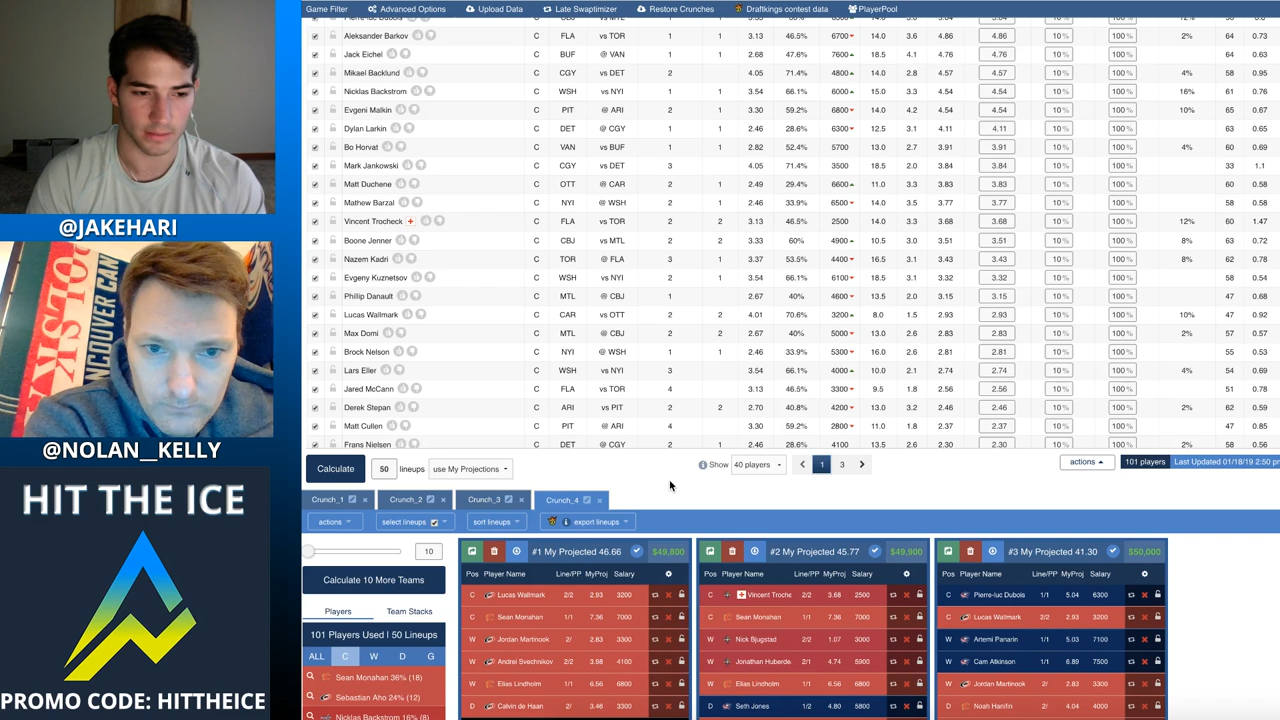 Game Filter Advanced Options Upload Data Late Swaptimizer Restore Crunches Draftkings contest data PlayerPool
Aleksander Barkov C FLA vs TOR 1 1 3.13 46.5% 6700 14.0 3.6 4.86 4.86 10 % 100 % 2% 64 0.73
Jack Eichel C BUF @ VAN 1 1 2.68 47.6% 7600 18.5 4.1 4.76 4.76 10 % 100 % 64 0.63
Mikael Backlund C CGY vs DET 2 4.05 71.4% 4800 14.0 2.8 4.57 4.57 10 % 100 % 4% 58 0.95
Nicklas Backstrom C WSH vs NYI 1 1 3.54 66.1% 6000 15.0 3.3 4.54 4.54 10 % 100 % 16% 61 0.76
Evgeni Malkin C PIT @ ARI 2 1 3.30 59.2% 6800 14.0 4.2 4.54 4.54 10 % 100 % 10% 65 0.67
Dylan Larkin C DET @ CGY 1 1 2.46 28.6% 6300 12.5 3.1 4.11 4.11 10 % 100 % 63 0.65
Bo Horvat C VAN vs BUF 1 1 2.82 52.4% 5700 13.0 2.7 3.91 3.91 10 % 100 % 4% 60 0.69
Mark Jankowski C CGY vs DET 3 4.05 71.4% 3500 18.5 2.0 3.84 3.84 10 % 100 % 33 1.1
Matt Duchene C OTT @ CAR 2 1 2.49 29.4% 6600 11.0 3.3 3.83 3.83 10 % 100 % 60 0.58
Mathew Barzal C NYI @ WSH 2 1 2.46 33.9% 6500 14.0 3.5 3.77 3.77 10 % 100 % 58 0.58
Vincent Trocheck C FLA vs TOR 2 2 3.13 46.5% 2500 14.0 3.3 3.68 3.68 10 % 100 % 12% 60 1.47
Boone Jenner C CBJ vs MTL 2 2 3.33 60% 4900 10.5 3.0 3.51 3.51 10 % 100 % 8% 63 0.72
Nazem Kadri C TOR @ FLA 3 1 3.37 53.5% 4400 16.5 3.1 3.43 3.43 10 % 100 % 8% 62 0.78
Evgeny Kuznetsov C WSH vs NYI 2 1 3.54 66.1% 6100 18.5 3.1 3.32 3.32 10 % 100 % 58 0.54
Phillip Danault C MTL @ CBJ 1 2.67 40% 4600 13.5 2.0 3.15 3.15 10 % 100 % 47 0.68
Lucas Wallmark C CAR vs OTT 2 2 4.01 70.6% 3200 8.0 1.5 2.93 2.93 10 % 100 % 10% 47 0.92
Max Domi C MTL @ CBJ 2 2 2.67 40% 5000 13.0 2.6 2.83 2.83 10 % 100 % 2% 57 0.57
Brock Nelson C NYI @ WSH 1 1 2.46 33.9% 5300 16.0 2.6 2.81 2.81 10 % 100 % 55 0.53
Lars Eller C WSH vs NYI 3 3.54 66.1% 4000 10.0 2.1 2.74 2.74 10 % 100 % 4% 54 0.69
Jared McCann C FLA vs TOR 4 3.13 46.5% 3300 9.5 1.8 2.56 2.56 10 % 100 % 51 0.78
Derek Stepan C ARI vs PIT 2 2 2.70 40.8% 4200 13.0 3.2 2.46 2.46 10 % 100 % 2% 62 0.59
Matt Cullen C PIT @ ARI 4 3.30 59.2% 2800 11.0 1.8 2.37 2.37 10 % 100 % 47 0.85
Frans Nielsen C DET @ CGY 2 1 2.46 28.6% 4100 13.5 2.6 2.30 2.30 10 % 100 % 2% 58 0.56
@JAKEHARI
@NOLAN__KELLY
HIT THE ICE
PROMO CODE: HITTHEICE
Calculate 50 lineups use My Projections Show 40 players 1 3 actions 101 players Last Updated 01/18/19 2:50
Crunch_1 Crunch_2 Crunch_3 Crunch_4
actions select lineups sort lineups export lineups
10
Calculate 10 More Teams
Players Team Stacks
101 Players Used | 50 Lineups
ALL C W D G
Sean Monahan 36% (18)
Sebastian Aho 24% (12)
Nicklas Backstrom 16% (8)
#1 My Projected 46.66 $49,800
Pos Player Name Line/PP MyProj Salary
C Lucas Wallmark 2/2 2.93 3200
C Sean Monahan 1/1 7.36 7000
W Jordan Martinook 2/ 2.83 3300
W Andrei Svechnikov 2/2 3.98 4100
W Elias Lindholm 1/1 6.56 6800
D Calvin de Haan 2/ 3.46 3300
#2 My Projected 45.77 $49,900
Pos Player Name Line/PP MyProj Salary
C Vincent Troche 2/2 3.68 2500
C Sean Monahan 1/1 7.36 7000
W Nick Bjugstad 2/2 1.07 3000
W Jonathan Huberde 2/1 4.74 5900
W Elias Lindholm 1/1 6.56 6800
D Seth Jones 1/2 4.80 5800
#3 My Projected 41.30 $50,000
Pos Player Name Line/PP MyProj Salary
C Pierre-luc Dubois 1/1 5.04 6300
C Lucas Wallmark 2/2 2.93 3200
W Artemi Panarin 1/1 5.03 7100
W Cam Atkinson 1/1 6.89 7500
W Jordan Martinook 2/ 2.83 3300
D Noah Hanifin 2/ 4.04 4000